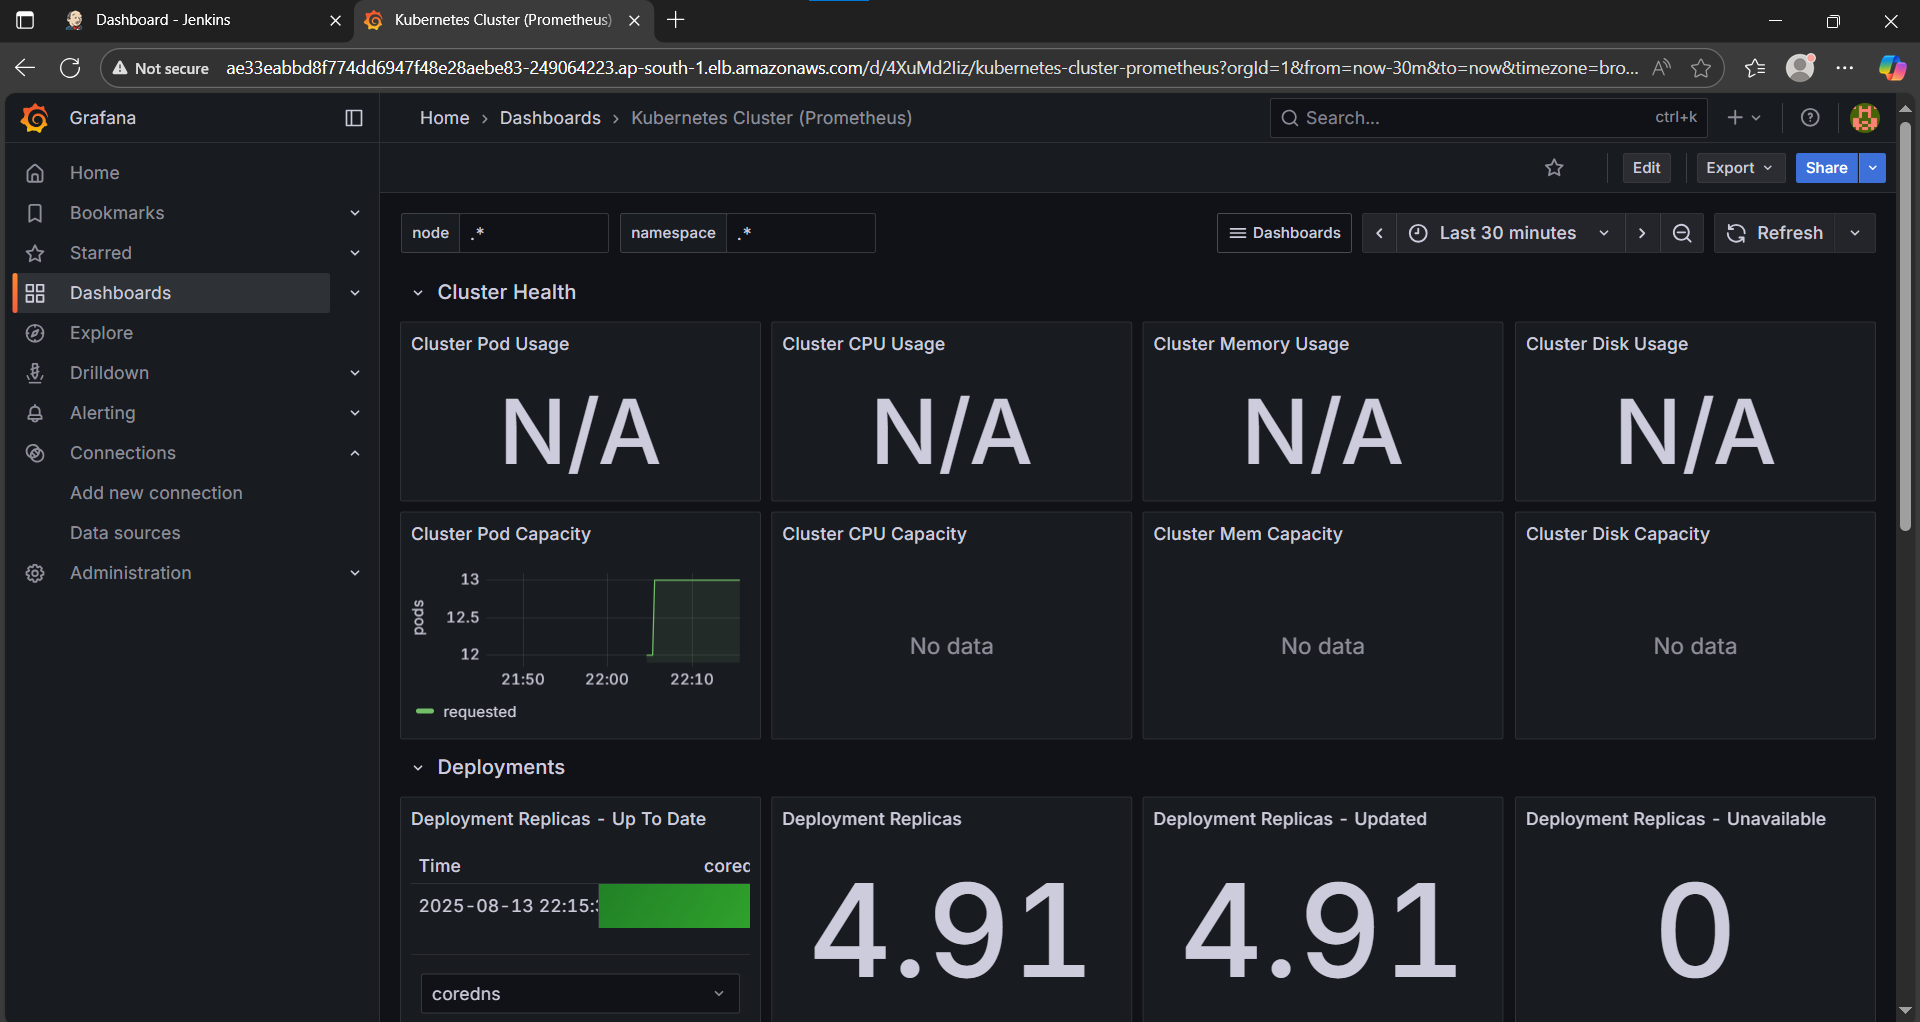 Dashboard - Jenkins
Kubernetes Cluster (Prometheus)
Not secure
ae33eabbd8f774dd6947f48e28aebe83-249064223.ap-south-1.elb.amazonaws.com/d/4XuMd2Iiz/kubernetes-cluster-prometheus?orgId=1&from=now-30m&to=now&timezone=bro...
Grafana
Home › Dashboards › Kubernetes Cluster (Prometheus)
Search...
ctrl+k
Edit
Export
Share
Home
Bookmarks
Starred
Dashboards
Explore
Drilldown
Alerting
Connections
Add new connection
Data sources
Administration
node .*
namespace .*
Dashboards
Last 30 minutes
Refresh
Cluster Health
Cluster Pod Usage
N/A
Cluster CPU Usage
N/A
Cluster Memory Usage
N/A
Cluster Disk Usage
N/A
Cluster Pod Capacity
pods
13
12.5
12
21:50 22:00 22:10
requested
Cluster CPU Capacity
No data
Cluster Mem Capacity
No data
Cluster Disk Capacity
No data
Deployments
Deployment Replicas - Up To Date
Time cored
2025-08-13 22:15:
coredns
Deployment Replicas
4.91
Deployment Replicas - Updated
4.91
Deployment Replicas - Unavailable
0